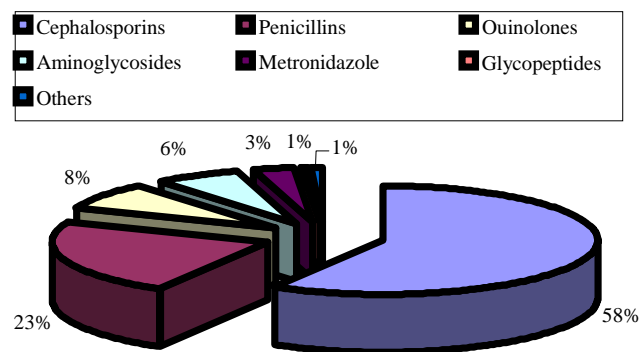 Cephalosporins Penicillins Ouinolones
Aminoglycosides Metronidazole Glycopeptides
Others
6% 3% 1% 1%
8%
23% 58%